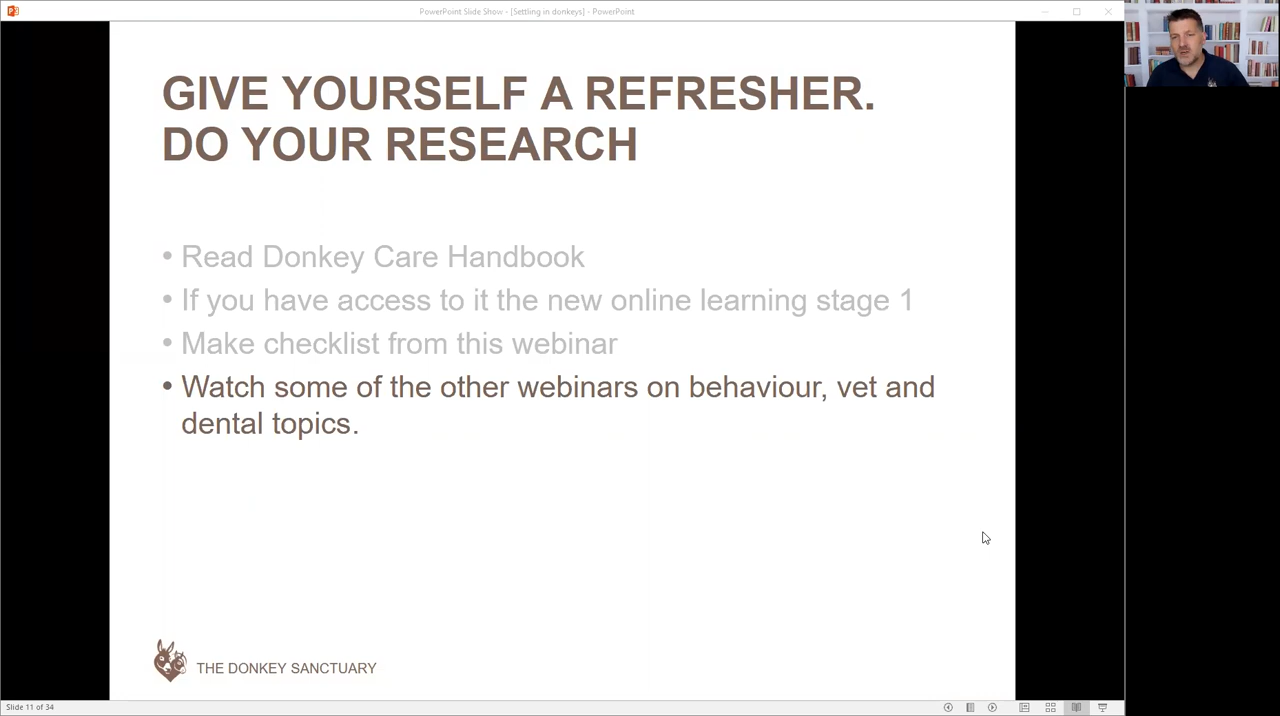 PowerPoint Slide Show - [Settling in donkeys] - PowerPoint
GIVE YOURSELF A REFRESHER.
DO YOUR RESEARCH
• Read Donkey Care Handbook
• If you have access to it the new online learning stage 1
• Make checklist from this webinar
• Watch some of the other webinars on behaviour, vet and
dental topics.
THE DONKEY SANCTUARY
Slide 11 of 34